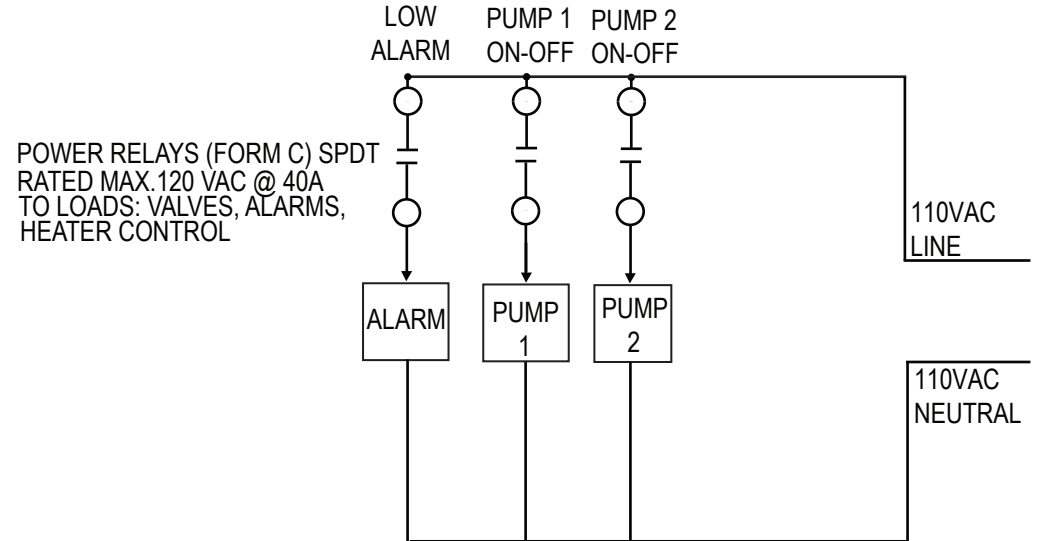 LOW
ALARM
PUMP 1
ON-OFF
PUMP 2
ON-OFF
POWER RELAYS (FORM C) SPDT
RATED MAX.120 VAC @ 40A
TO LOADS: VALVES, ALARMS,
HEATER CONTROL
110VAC
LINE
ALARM
PUMP
1
PUMP
2
110VAC
NEUTRAL